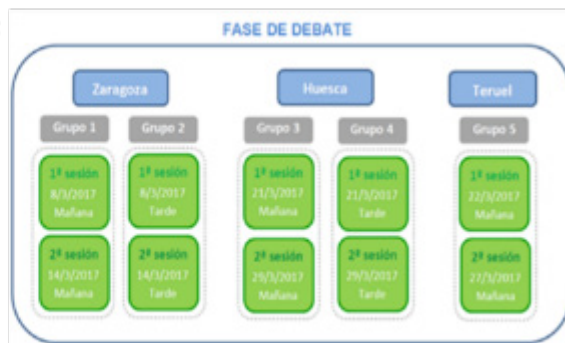 FASE DE DEBATE
Zaragoza
Huesca
Teruel
Grupo 1
Grupo 2
Grupo 3
Grupo 4
Grupo 5
1ª sesión
8/3/2017
Mañana
1ª sesión
8/3/2017
Tarde
1ª sesión
21/3/2017
Mañana
1ª sesión
21/3/2017
Tarde
1ª sesión
22/3/2017
Mañana
2ª sesión
14/3/2017
Mañana
2ª sesión
14/3/2017
Tarde
2ª sesión
29/3/2017
Mañana
2ª sesión
29/3/2017
Tarde
2ª sesión
27/3/2017
Mañana